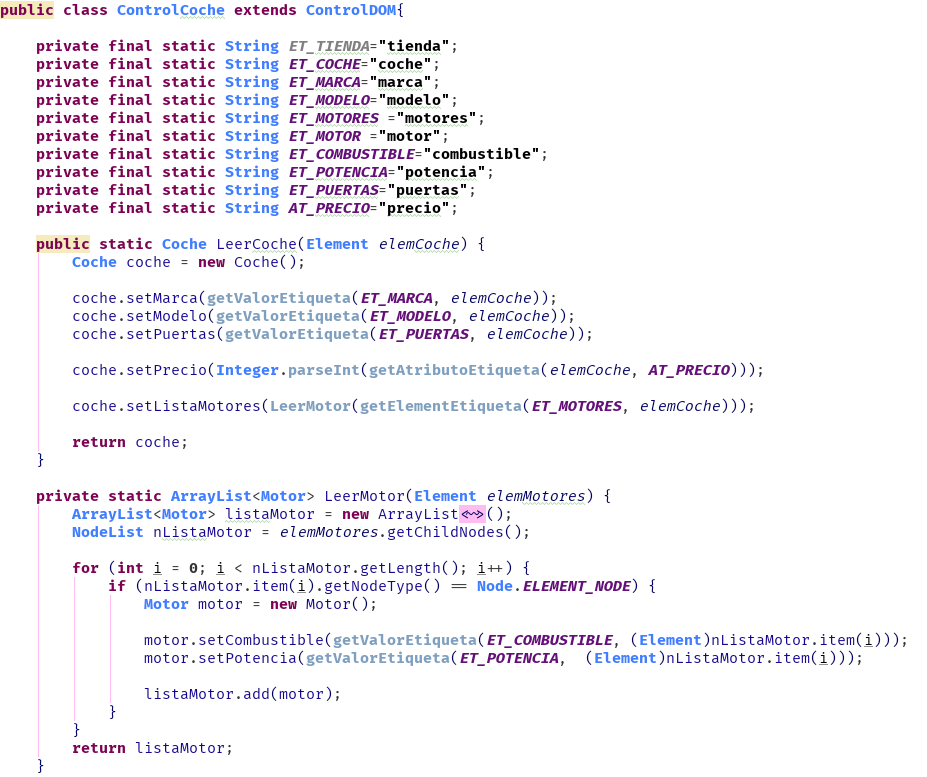 public class ControlCoche extends ControlDOM{
private final static String ET_TIENDA="tienda";
private final static String ET_COCHE="coche";
private final static String ET_MARCA="marca";
private final static String ET_MODELO="modelo";
private final static String ET_MOTORES ="motores";
private final static String ET_MOTOR ="motor";
private final static String ET_COMBUSTIBLE="combustible";
private final static String ET_POTENCIA="potencia";
private final static String ET_PUERTAS="puertas";
private final static String AT_PRECIO="precio";
public static Coche LeerCoche(Element elemCoche) {
Coche coche = new Coche();
coche.setMarca(getValorEtiqueta(ET_MARCA, elemCoche));
coche.setModelo(getValorEtiqueta(ET_MODELO, elemCoche));
coche.setPuertas(getValorEtiqueta(ET_PUERTAS, elemCoche));
coche.setPrecio(Integer.parseInt(getAtributoEtiqueta(elemCoche, AT_PRECIO)));
coche.setListaMotores(LeerMotor(getElementEtiqueta(ET_MOTORES, elemCoche)));
return coche;
}
private static ArrayList<Motor> LeerMotor(Element elemMotores) {
ArrayList<Motor> listaMotor = new ArrayList<~>();
NodeList nListaMotor = elemMotores.getChildNodes();
for (int i = 0; i < nListaMotor.getLength(); i++) {
if (nListaMotor.item(i).getNodeType() == Node.ELEMENT_NODE) {
Motor motor = new Motor();
motor.setCombustible(getValorEtiqueta(ET_COMBUSTIBLE, (Element)nListaMotor.item(i)));
motor.setPotencia(getValorEtiqueta(ET_POTENCIA,  (Element)nListaMotor.item(i)));
listaMotor.add(motor);
}
}
return listaMotor;
}